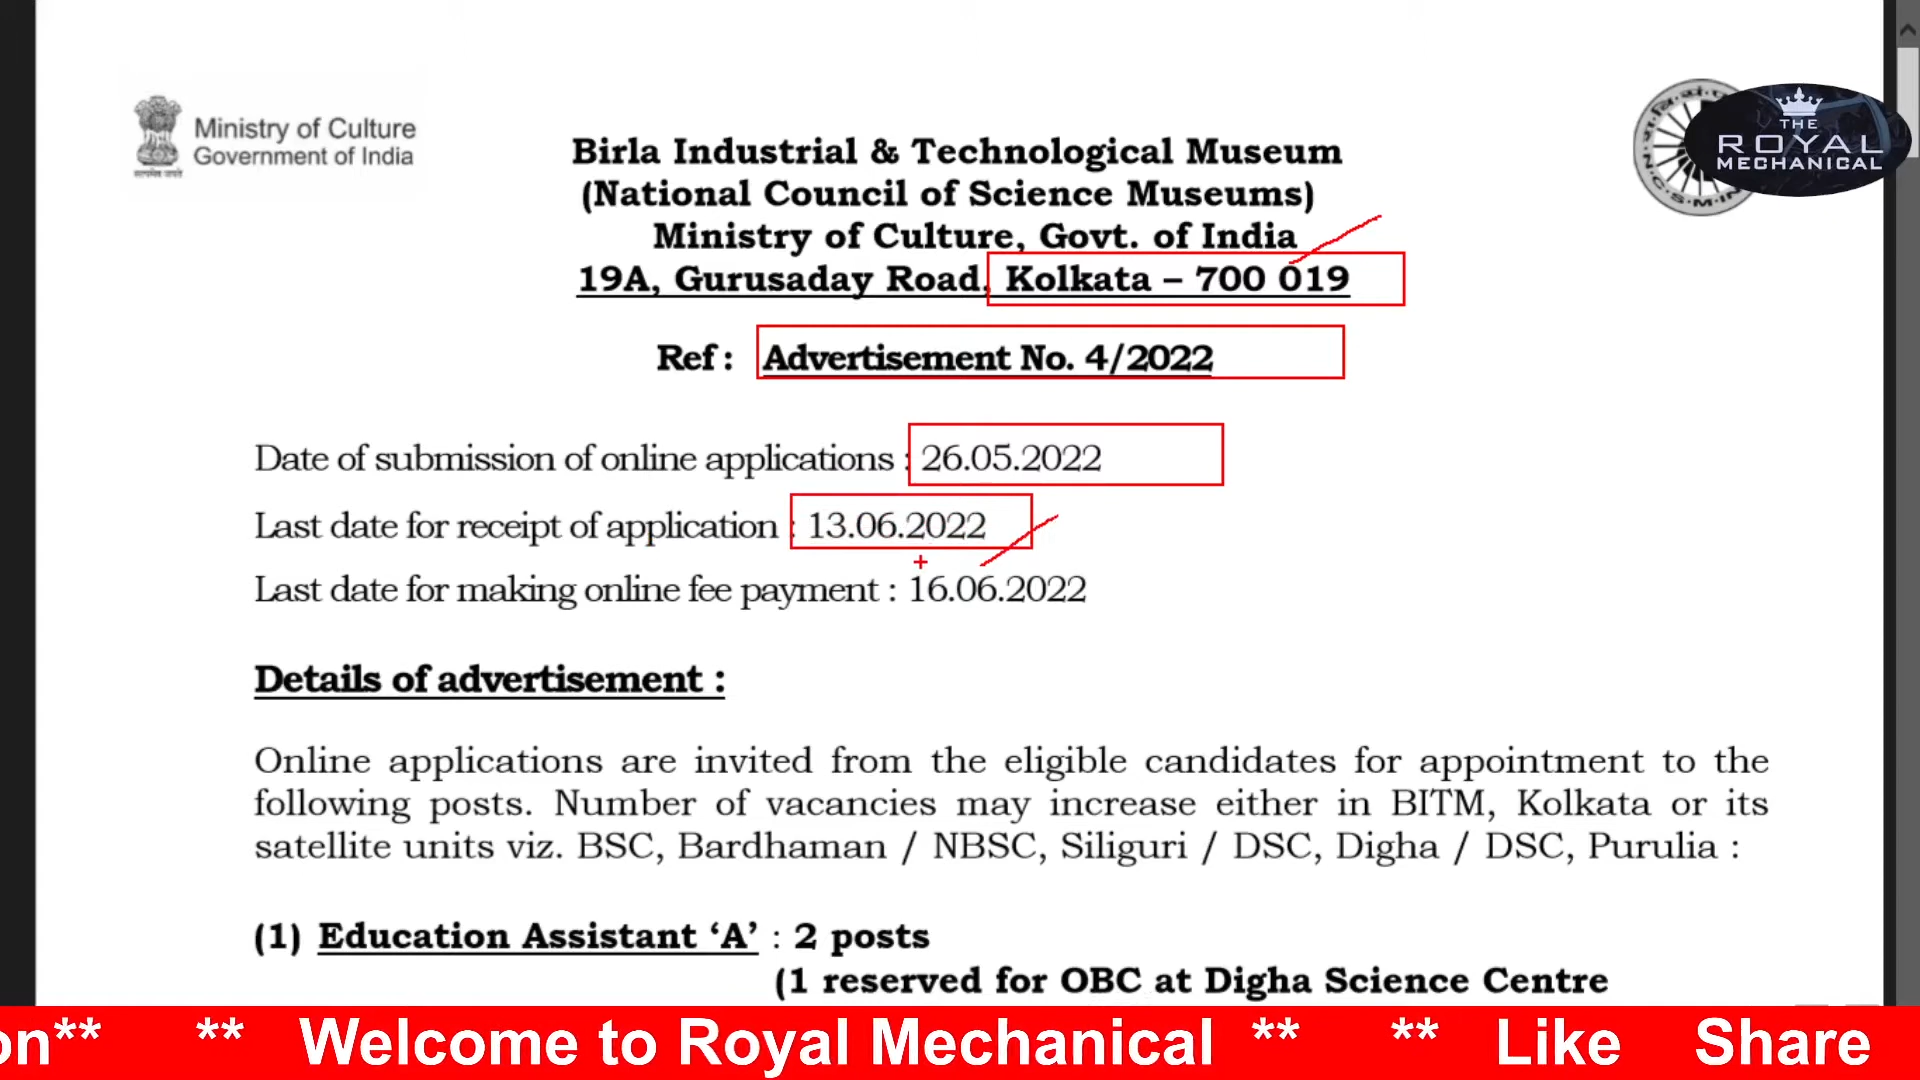 Ministry of Culture
Government of India
सत्यमेव जयते
THE
ROYAL
MECHANICAL
N.C.S.M.
Birla Industrial & Technological Museum
(National Council of Science Museums)
Ministry of Culture, Govt. of India
19A, Gurusaday Road, Kolkata – 700 019
Ref : Advertisement No. 4/2022
Date of submission of online applications : 26.05.2022
Last date for receipt of application : 13.06.2022
Last date for making online fee payment : 16.06.2022
Details of advertisement :
Online applications are invited from the eligible candidates for appointment to the
following posts. Number of vacancies may increase either in BITM, Kolkata or its
satellite units viz. BSC, Bardhaman / NBSC, Siliguri / DSC, Digha / DSC, Purulia :
(1) Education Assistant ‘A’ : 2 posts
(1 reserved for OBC at Digha Science Centre
on** ** Welcome to Royal Mechanical ** ** Like Share